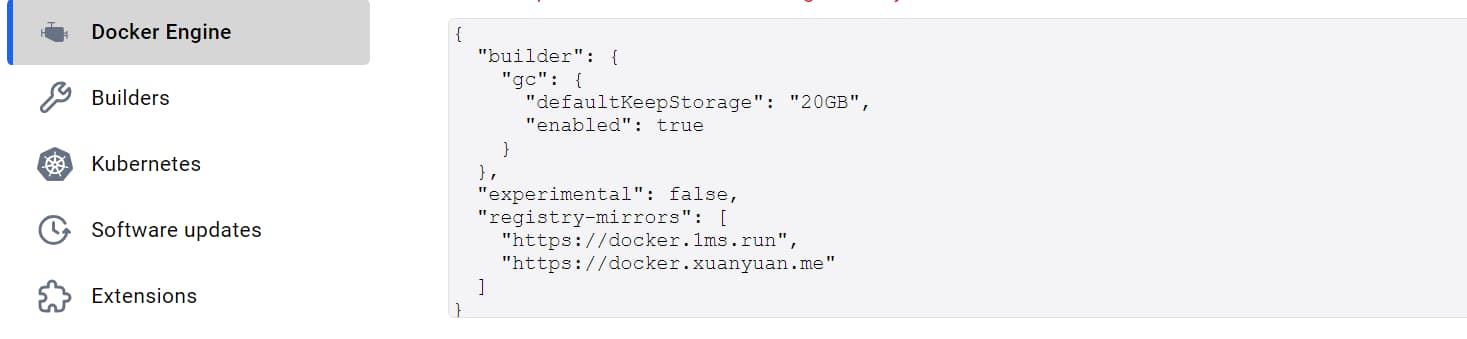 Docker Engine
Builders
Kubernetes
Software updates
Extensions
{
  "builder": {
    "gc": {
      "defaultKeepStorage": "20GB",
      "enabled": true
    }
  },
  "experimental": false,
  "registry-mirrors": [
    "https://docker.1ms.run",
    "https://docker.xuanyuan.me"
  ]
}